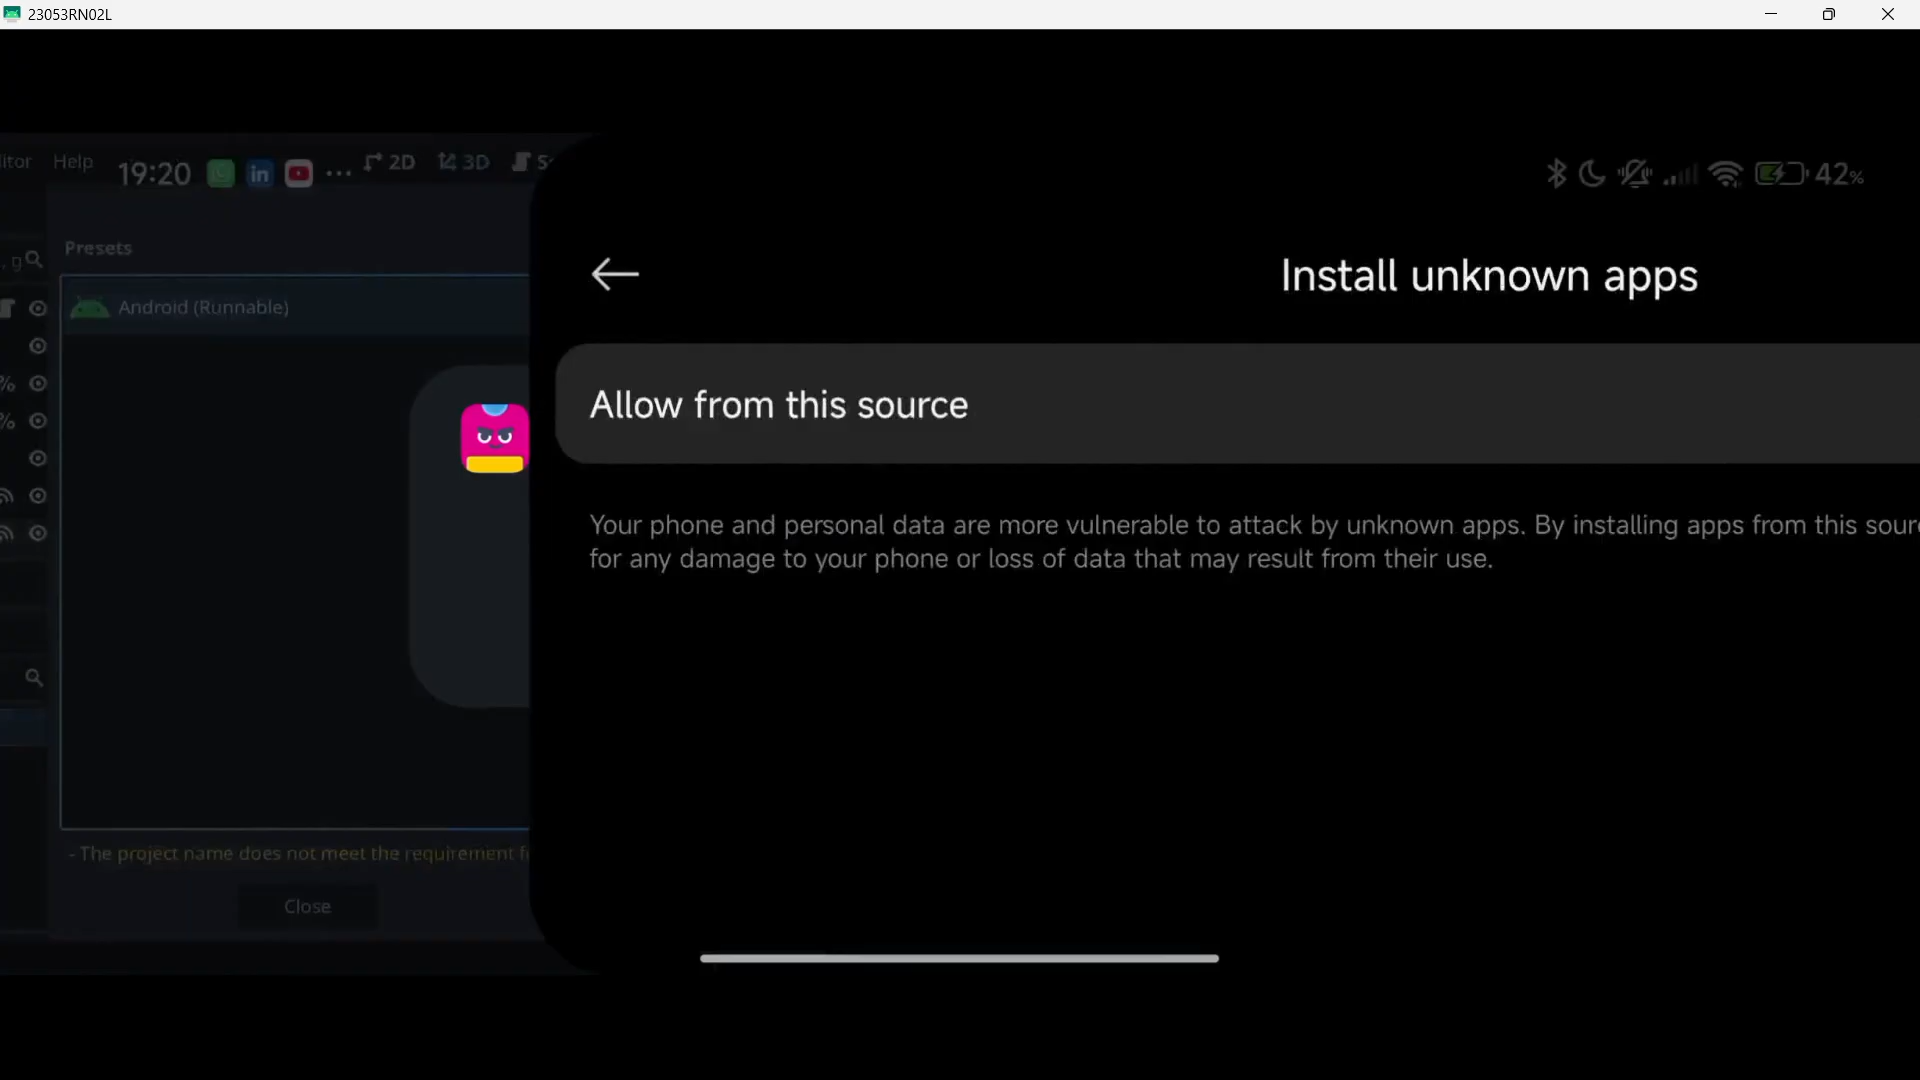 23053RN02L
itor Help 19:20 in ... 2D 3D 42%
Presets
Install unknown apps
Android (Runnable)
Allow from this source
Your phone and personal data are more vulnerable to attack by unknown apps. By installing apps from this sour
for any damage to your phone or loss of data that may result from their use.
- The project name does not meet the requirement f
Close